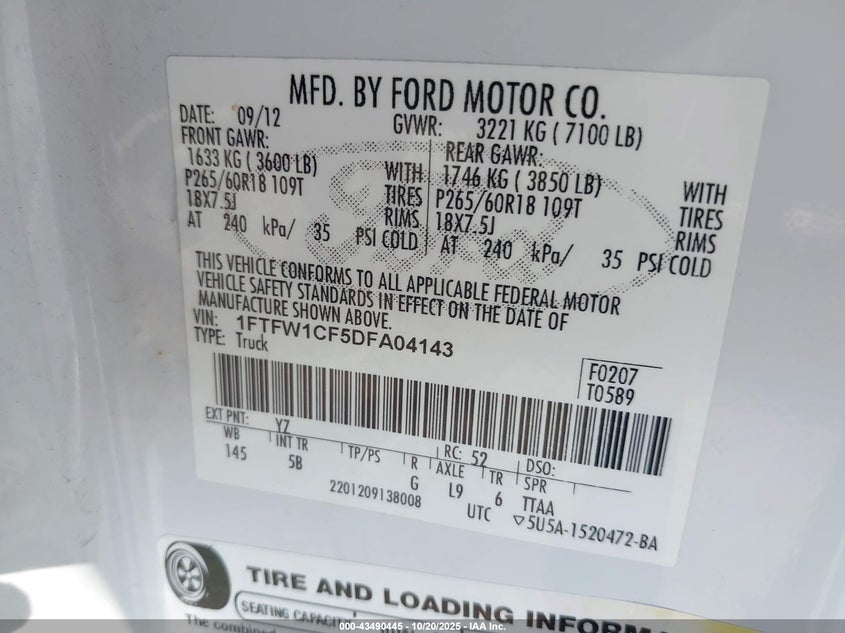 MFD. BY FORD MOTOR CO.
DATE: 09/12 GVWR: 3221 KG ( 7100 LB)
FRONT GAWR: REAR GAWR:
1633 KG ( 3600 LB) WITH 1746 KG ( 3850 LB) WITH
P265/60R18 109T TIRES P265/60R18 109T TIRES
18X7.5J RIMS 18X7.5J RIMS
AT 240 kPa/ 35 PSI COLD AT 240 kPa/ 35 PSI COLD
THIS VEHICLE CONFORMS TO ALL APPLICABLE FEDERAL MOTOR
VEHICLE SAFETY STANDARDS IN EFFECT ON THE DATE OF
MANUFACTURE SHOWN ABOVE.
VIN: 1FTFW1CF5DFA04143
TYPE: Truck
F0207
T0589
EXT PNT: YZ RC: 52 DSO:
WB INT TR TP/PS R AXLE TR SPR
145 5B G L9 6 TTAA
2201209138008 UTC ▽5U5A-1520472-BA
TIRE AND LOADING
SEATING CAPACITY
The combined
000-43490445 - 10/20/2025 - IAA Inc.